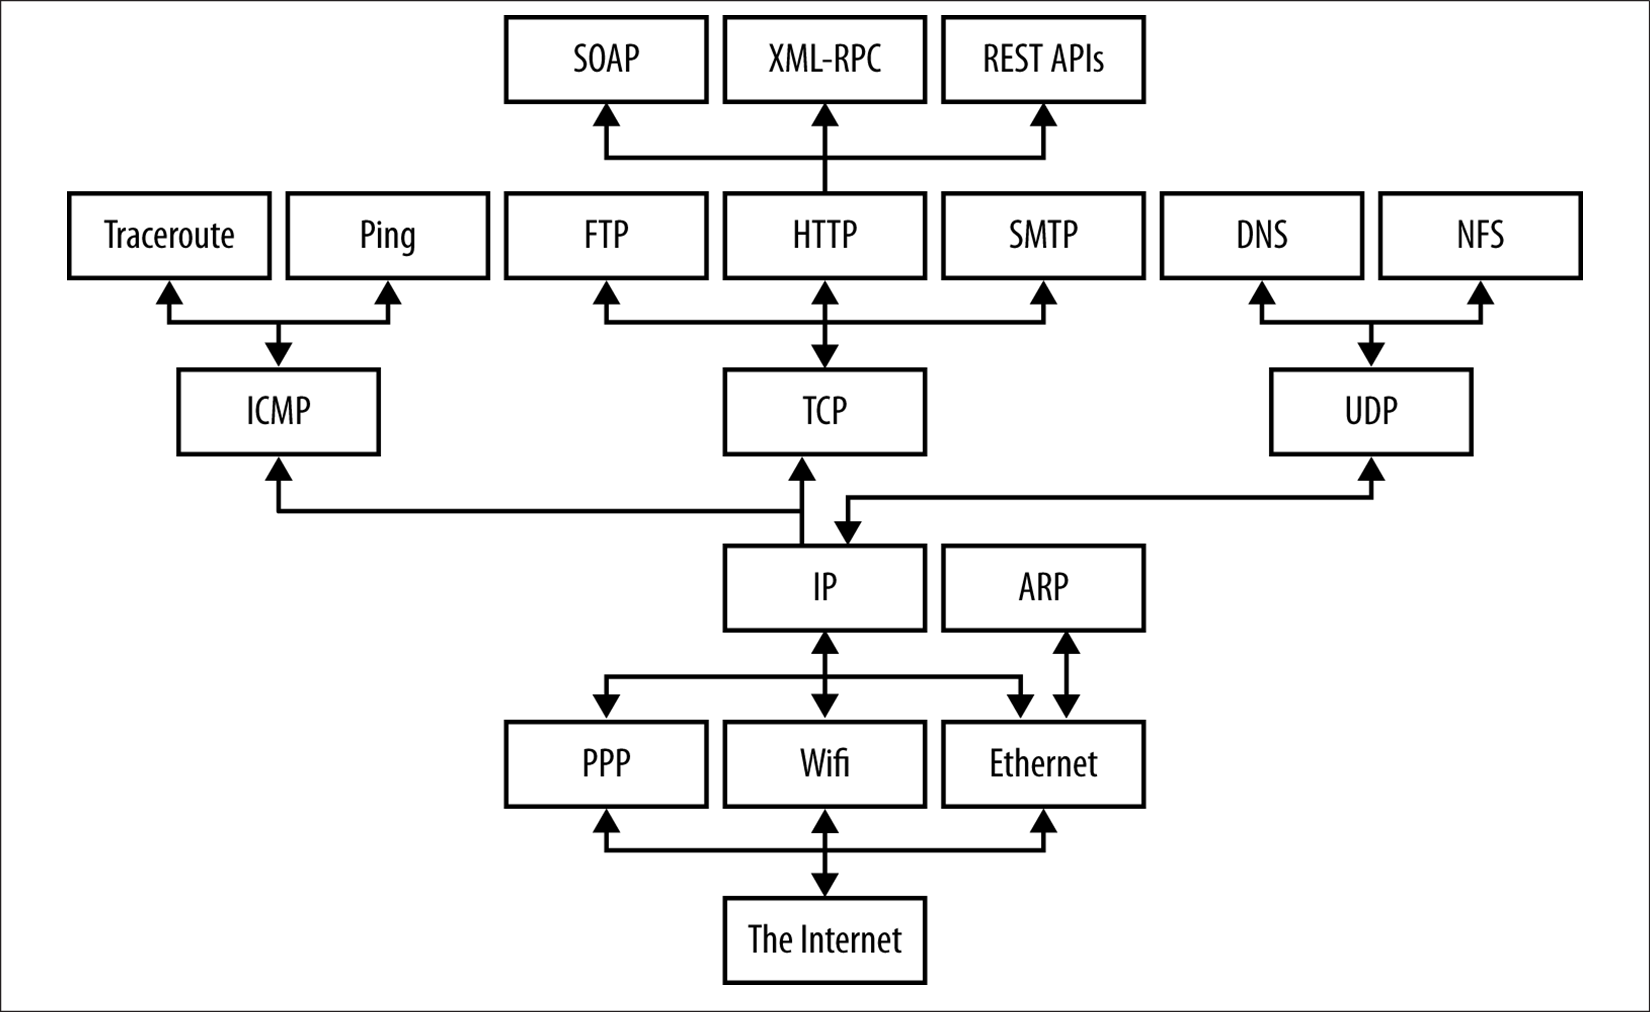 SOAP
XML-RPC
REST APIs
Traceroute
Ping
FTP
HTTP
SMTP
DNS
NFS
ICMP
TCP
UDP
IP
ARP
PPP
Wifi
Ethernet
The Internet